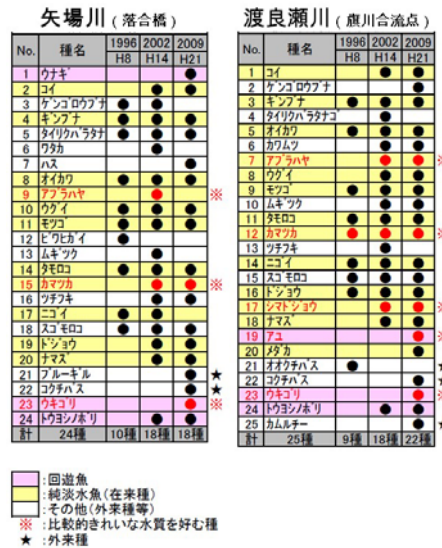 矢場川(落合橋)
No. 種名 1996 2002 2009
H8 H14 H21
1 ウナギ
2 コイ
3 ゲンゴロウブナ
4 ギンブナ
5 タイリクバラタナ
6 ワタカ
7 ハス
8 オイカワ
9 アブラハヤ ※
10 ウグイ
11 モツゴ
12 ビワヒガイ
13 ムギツク
14 タモロコ
15 カマツカ ※
16 ツチフキ
17 ニゴイ
18 スゴモロコ
19 ドジョウ
20 ナマズ
21 ブルーギル ★
22 コクチバス ★
23 ウキゴリ ※
24 トウヨシノボリ
計 24種 10種 18種 18種
渡良瀬川(旗川合流点)
No. 種名 1996 2002 2009
H8 H14 H21
1 コイ
2 ゲンゴロウブナ
3 ギンブナ
4 タイリクバラタナゴ
5 オイカワ
6 カワムツ
7 アブラハヤ ※
8 ウグイ
9 モツゴ
10 ムギツク
11 タモロコ
12 カマツカ ※
13 ツチフキ
14 ニゴイ
15 スゴモロコ
16 ドジョウ
17 シマドジョウ ※
18 ナマズ
19 アユ ※
20 メダカ
21 オオクチバス ★
22 コクチバス ★
23 ウキゴリ ※
24 トウヨシノボリ
25 カムルチー ★
計 25種 9種 18種 22種
:回遊魚
:純淡水魚(在来種)
:その他(外来種等)
※ :比較的きれいな水質を好む種
★ :外来種